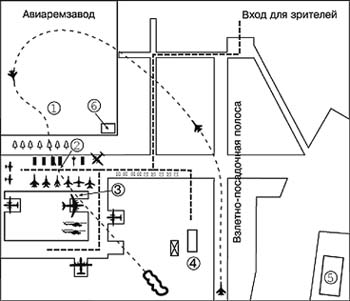 Авиаремзавод
Вход для зрителей
①
⑥
②
Взлетно-посадочная полоса
③
④
⑤